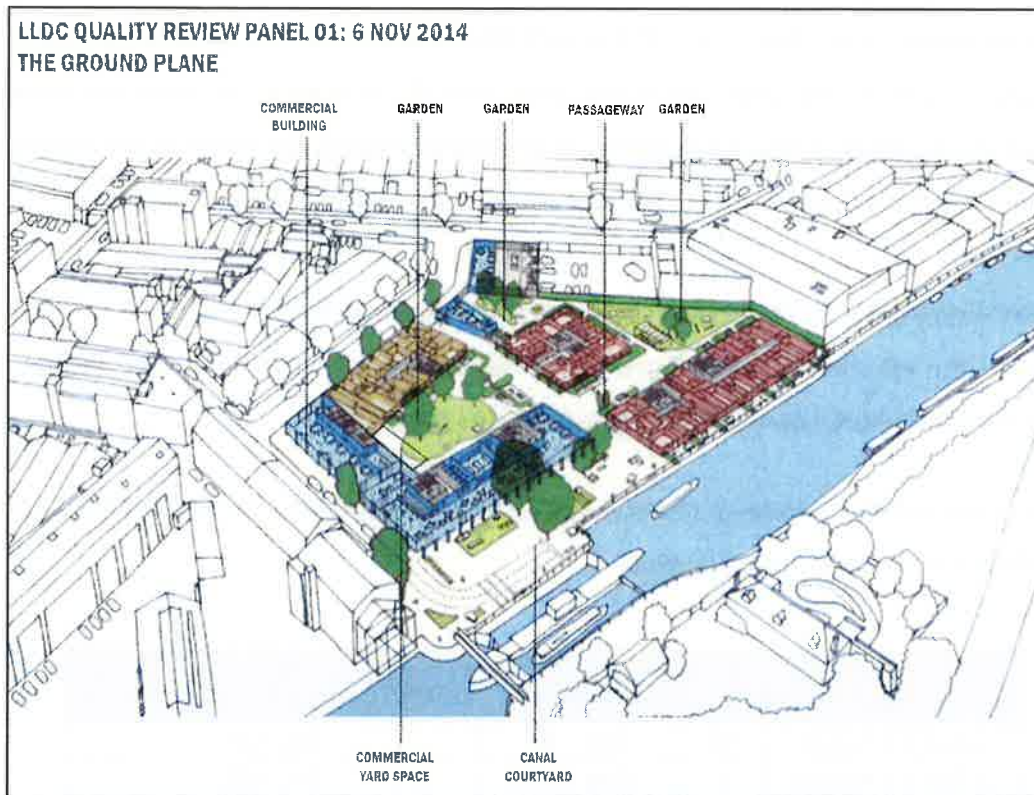 LLDC QUALITY REVIEW PANEL 01: 6 NOV 2014
THE GROUND PLANE
COMMERCIAL
BUILDING
GARDEN
GARDEN
PASSAGEWAY
GARDEN
COMMERCIAL
YARD SPACE
CANAL
COURTYARD